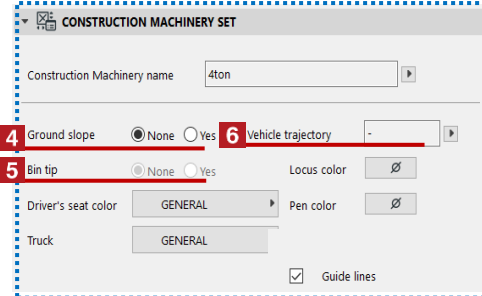 CONSTRUCTION MACHINERY SET
Construction Machinery name 4ton
4 Ground slope None Yes 6 Vehicle trajectory -
5 Bin tip None Yes Locus color Ø
Driver's seat color GENERAL Pen color Ø
Truck GENERAL
Guide lines